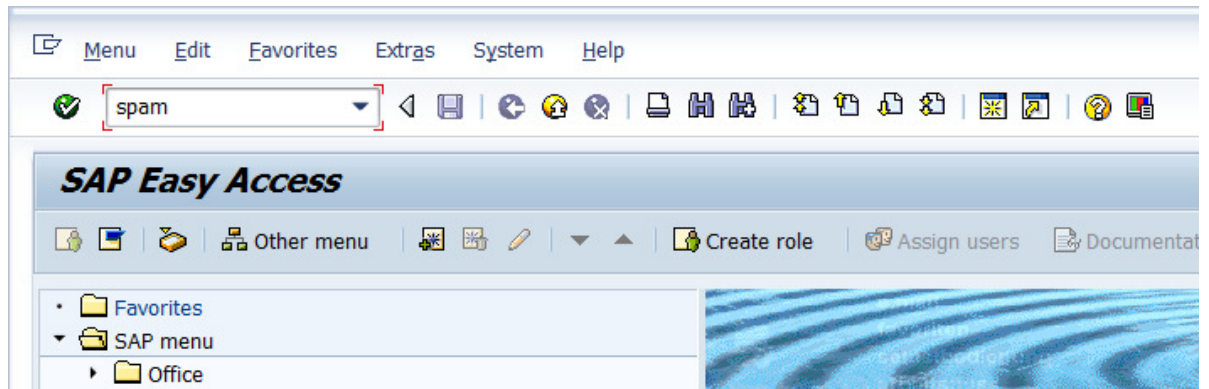 Menu Edit Favorites Extras System Help
spam
SAP Easy Access
Other menu Create role Assign users Documentat
Favorites
SAP menu
Office